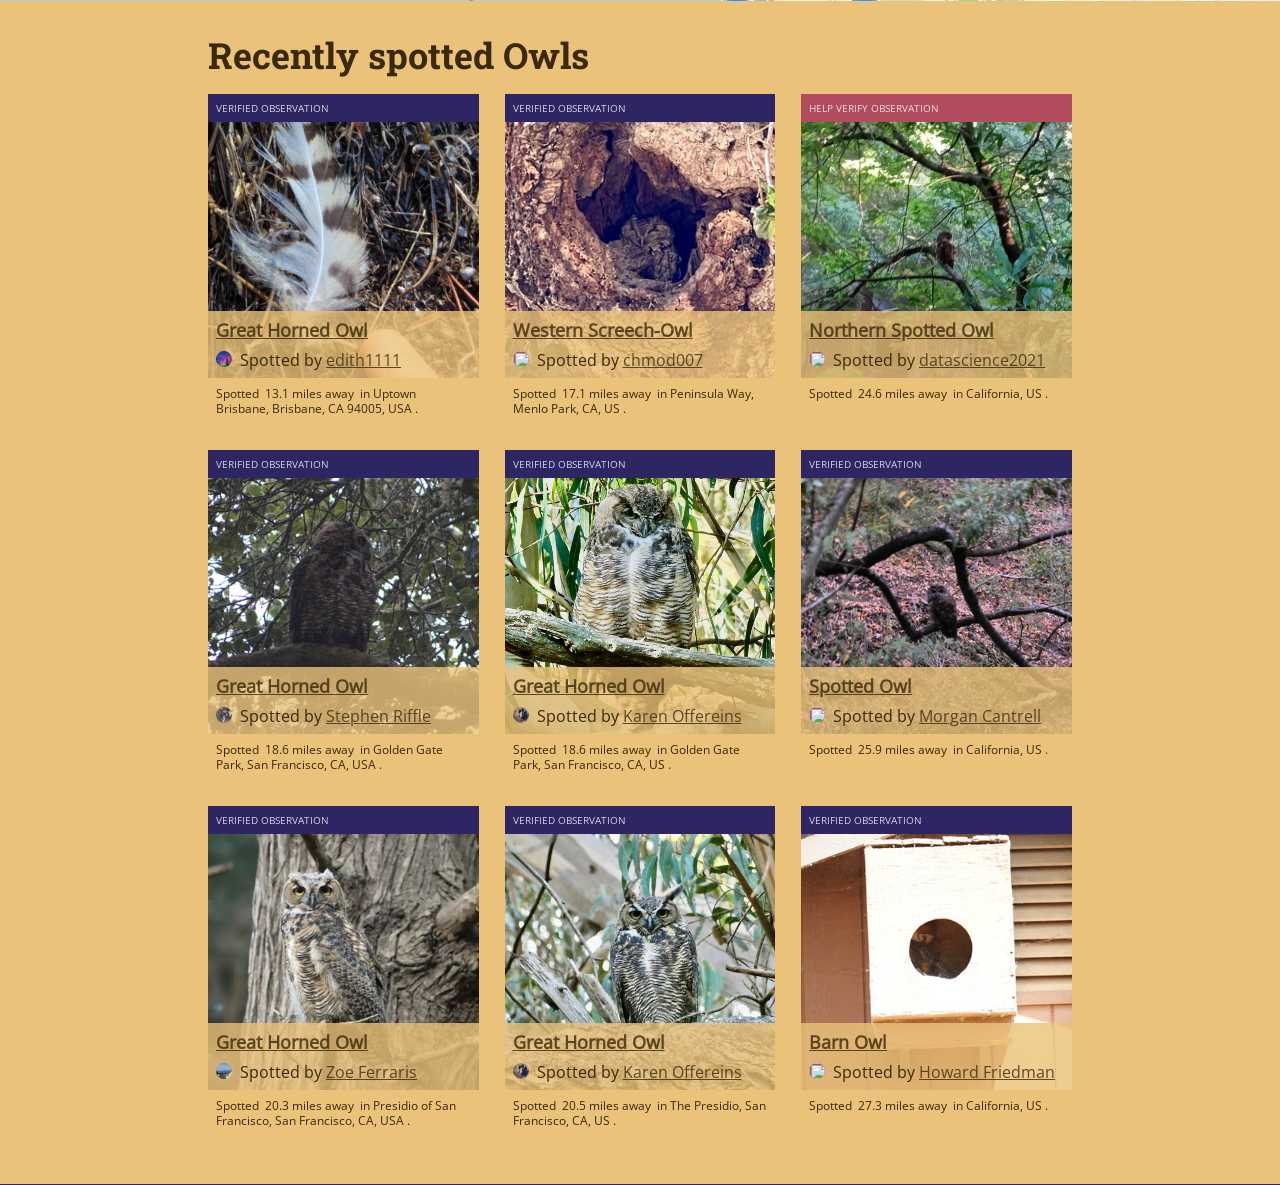 Recently spotted Owls
VERIFIED OBSERVATION
Great Horned Owl
Spotted by edith1111
Spotted 13.1 miles away in Uptown
Brisbane, Brisbane, CA 94005, USA .
VERIFIED OBSERVATION
Western Screech-Owl
Spotted by chmod007
Spotted 17.1 miles away in Peninsula Way,
Menlo Park, CA, US .
HELP VERIFY OBSERVATION
Northern Spotted Owl
Spotted by datascience2021
Spotted 24.6 miles away in California, US .
VERIFIED OBSERVATION
Great Horned Owl
Spotted by Stephen Riffle
Spotted 18.6 miles away in Golden Gate
Park, San Francisco, CA, USA .
VERIFIED OBSERVATION
Great Horned Owl
Spotted by Karen Offereins
Spotted 18.6 miles away in Golden Gate
Park, San Francisco, CA, US .
VERIFIED OBSERVATION
Spotted Owl
Spotted by Morgan Cantrell
Spotted 25.9 miles away in California, US .
VERIFIED OBSERVATION
Great Horned Owl
Spotted by Zoe Ferraris
Spotted 20.3 miles away in Presidio of San
Francisco, San Francisco, CA, USA .
VERIFIED OBSERVATION
Great Horned Owl
Spotted by Karen Offereins
Spotted 20.5 miles away in The Presidio, San
Francisco, CA, US .
VERIFIED OBSERVATION
Barn Owl
Spotted by Howard Friedman
Spotted 27.3 miles away in California, US .